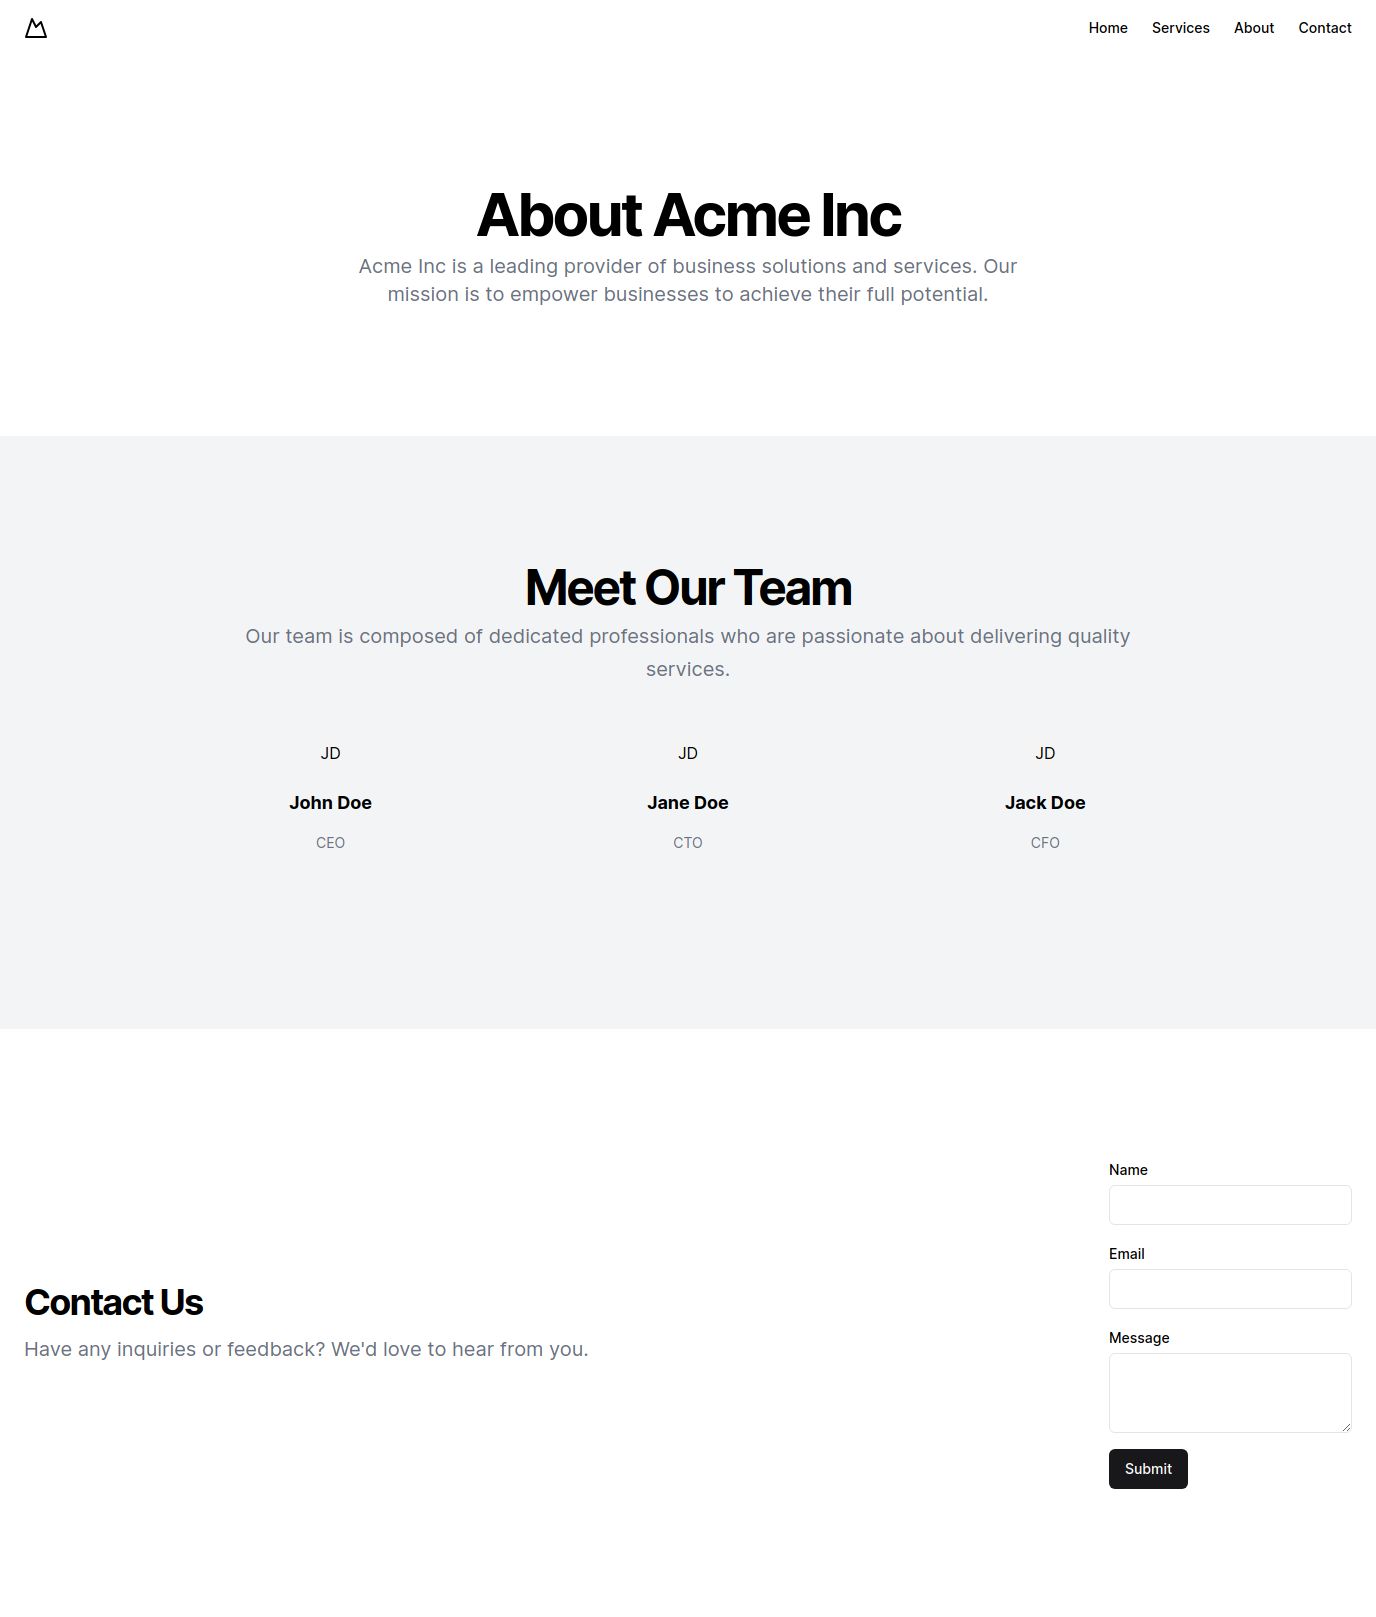 Home Services About Contact
About Acme Inc
Acme Inc is a leading provider of business solutions and services. Our
mission is to empower businesses to achieve their full potential.
Meet Our Team
Our team is composed of dedicated professionals who are passionate about delivering quality
services.
JD JD JD
John Doe Jane Doe Jack Doe
CEO CTO CFO
Contact Us
Have any inquiries or feedback? We'd love to hear from you.
Name
Email
Message
Submit